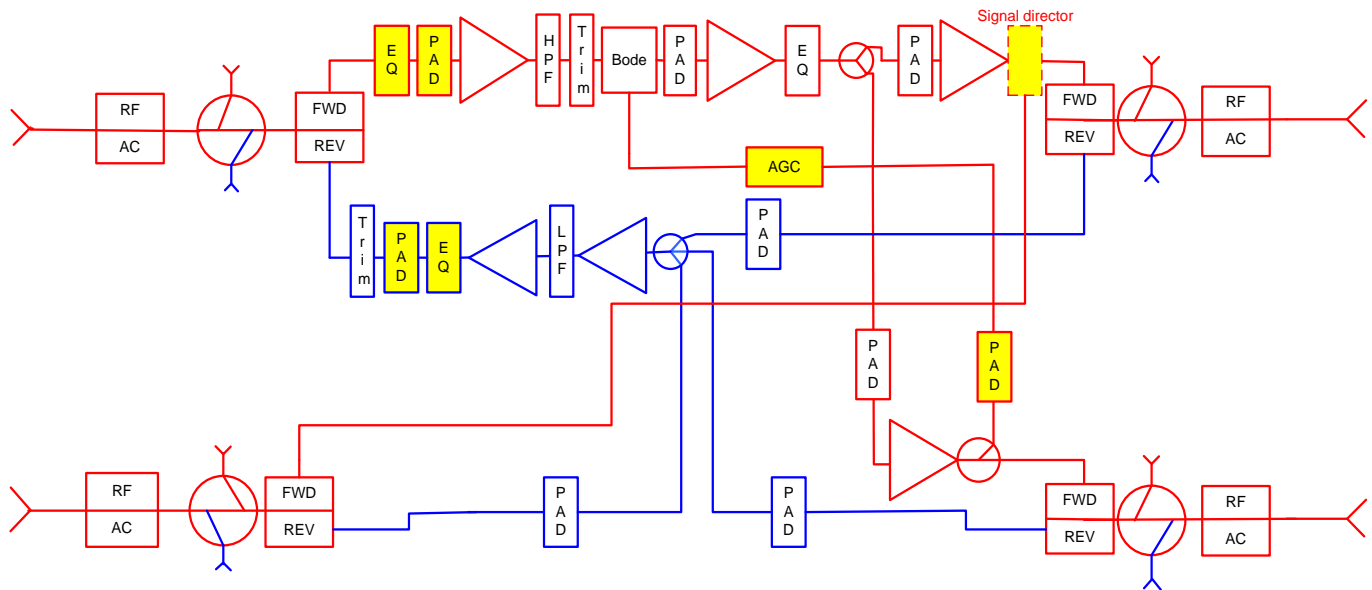 Signal director
EQ
PAD
HPF
Trim
Bode
PAD
EQ
PAD
RF
AC
FWD
REV
FWD
REV
RF
AC
AGC
Trim
PAD
EQ
LPF
PAD
PAD
PAD
RF
AC
FWD
REV
PAD
PAD
FWD
REV
RF
AC